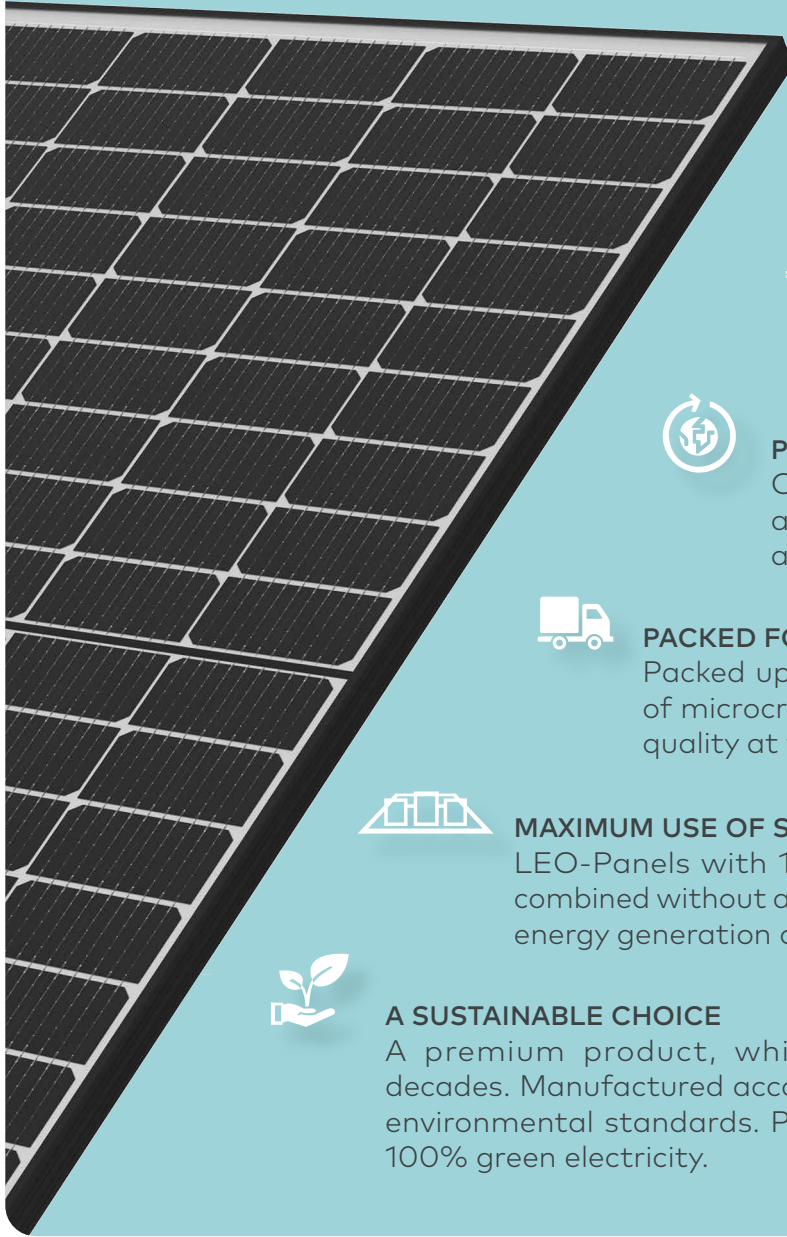 P
C
a
a
PACKED FO
Packed up
of microcr
quality at
MAXIMUM USE OF S
LEO-Panels with 1
combined without a
energy generation
A SUSTAINABLE CHOICE
A premium product, whi
decades. Manufactured acco
environmental standards. P
100% green electricity.